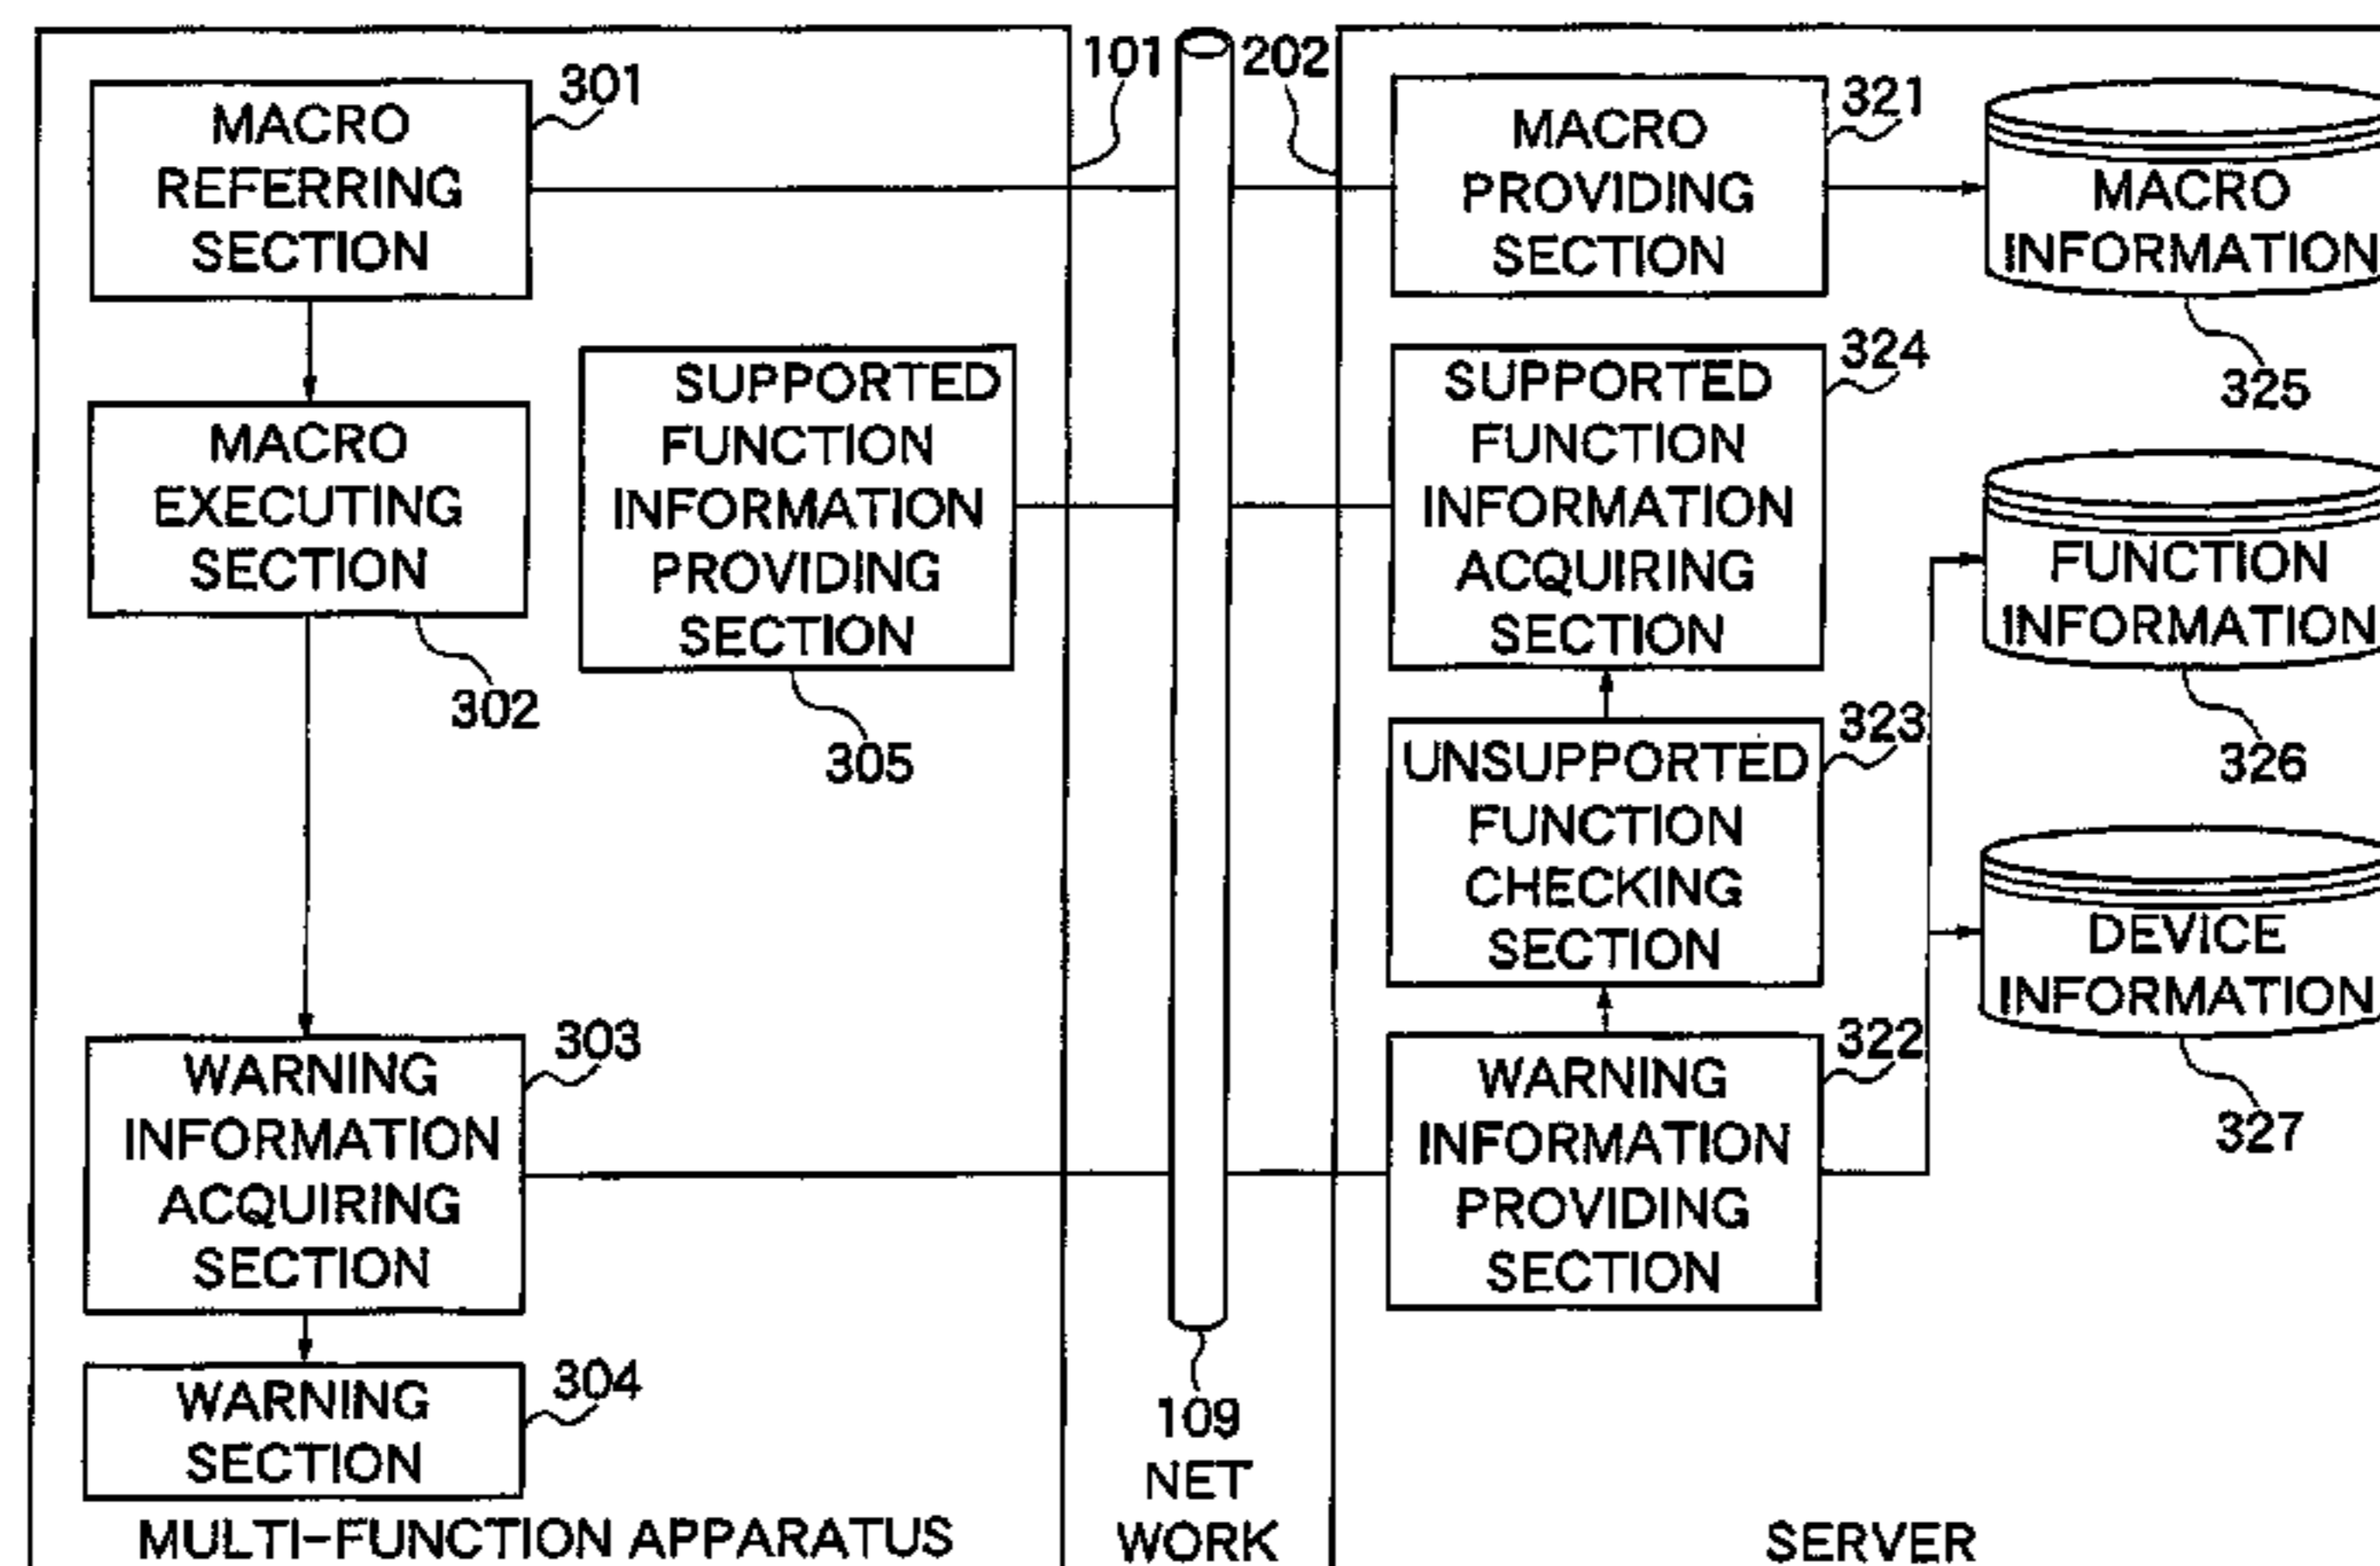 301
MACRO
REFERRING
SECTION
MACRO
EXECUTING
SECTION
302
SUPPORTED
FUNCTION
INFORMATION
PROVIDING
SECTION
305
WARNING
INFORMATION
ACQUIRING
SECTION
303
WARNING
SECTION
304
MULTI-FUNCTION APPARATUS
101
202
109
NET
WORK
MACRO
PROVIDING
SECTION
321
SUPPORTED
FUNCTION
INFORMATION
ACQUIRING
SECTION
324
UNSUPPORTED
FUNCTION
CHECKING
SECTION
323
WARNING
INFORMATION
PROVIDING
SECTION
322
MACRO
INFORMATION
325
FUNCTION
INFORMATION
326
DEVICE
INFORMATION
327
SERVER